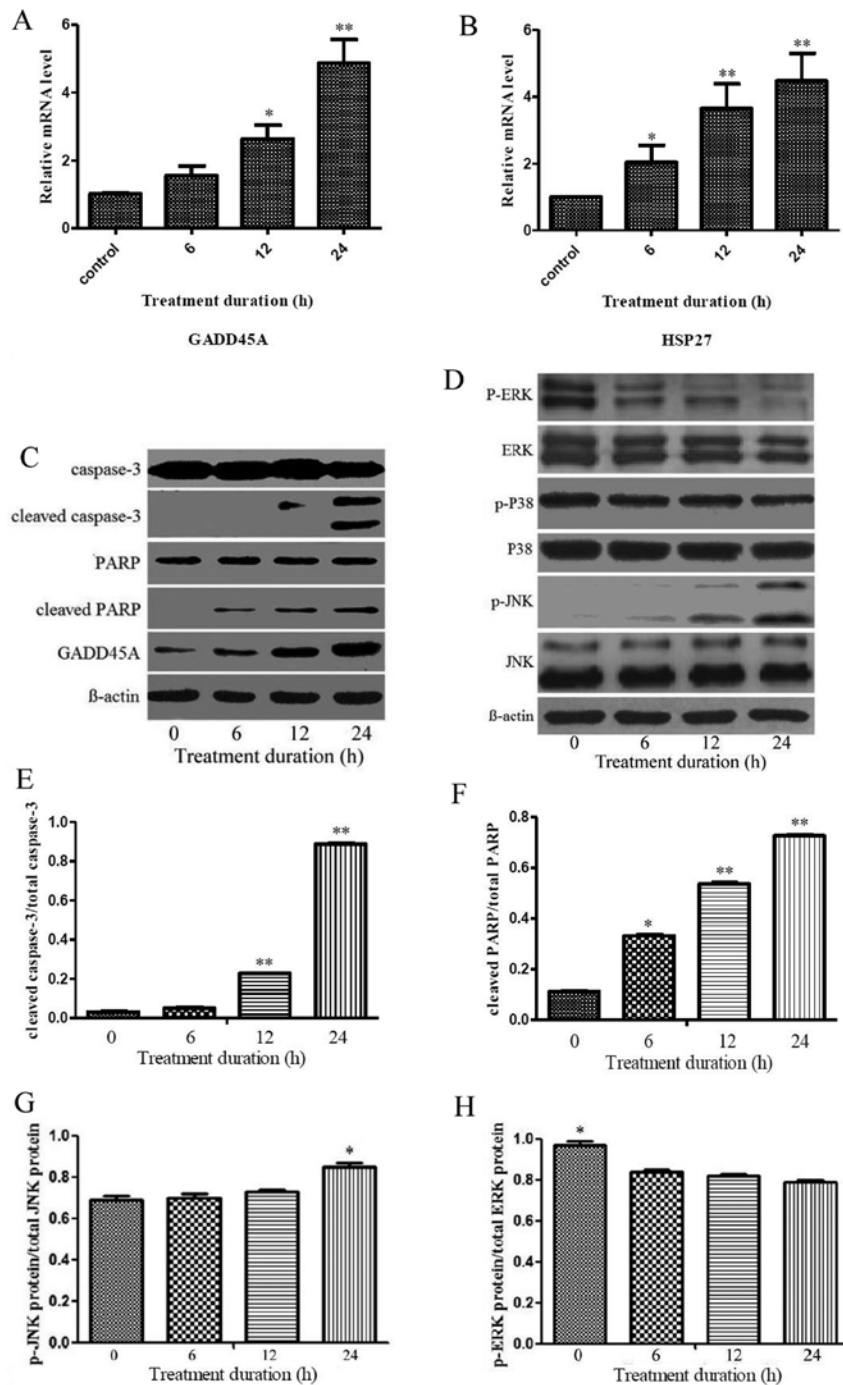 A
Relative mRNA level
6
4
2
0
*
**
control
6
12
24
Treatment duration (h)
GADD45A
B
Relative mRNA level
6
4
2
0
*
**
**
control
6
12
24
Treatment duration (h)
HSP27
C
caspase-3
cleaved caspase-3
PARP
cleaved PARP
GADD45A
ß-actin
0 6 12 24
Treatment duration (h)
D
P-ERK
ERK
p-P38
P38
p-JNK
JNK
ß-actin
0 6 12 24
Treatment duration (h)
E
cleaved caspase-3/total caspase-3
1.0
0.8
0.6
0.4
0.2
0.0
**
**
0 6 12 24
Treatment duration (h)
F
cleaved PARP/total PARP
0.8
0.6
0.4
0.2
0.0
*
**
**
0 6 12 24
Treatment duration (h)
G
p-JNK protein/total JNK protein
1.0
0.8
0.6
0.4
0.2
0.0
*
0 6 12 24
Treatment duration (h)
H
p-ERK protein/total ERK protein
1.0
0.8
0.6
0.4
0.2
0.0
*
0 6 12 24
Treatment duration (h)